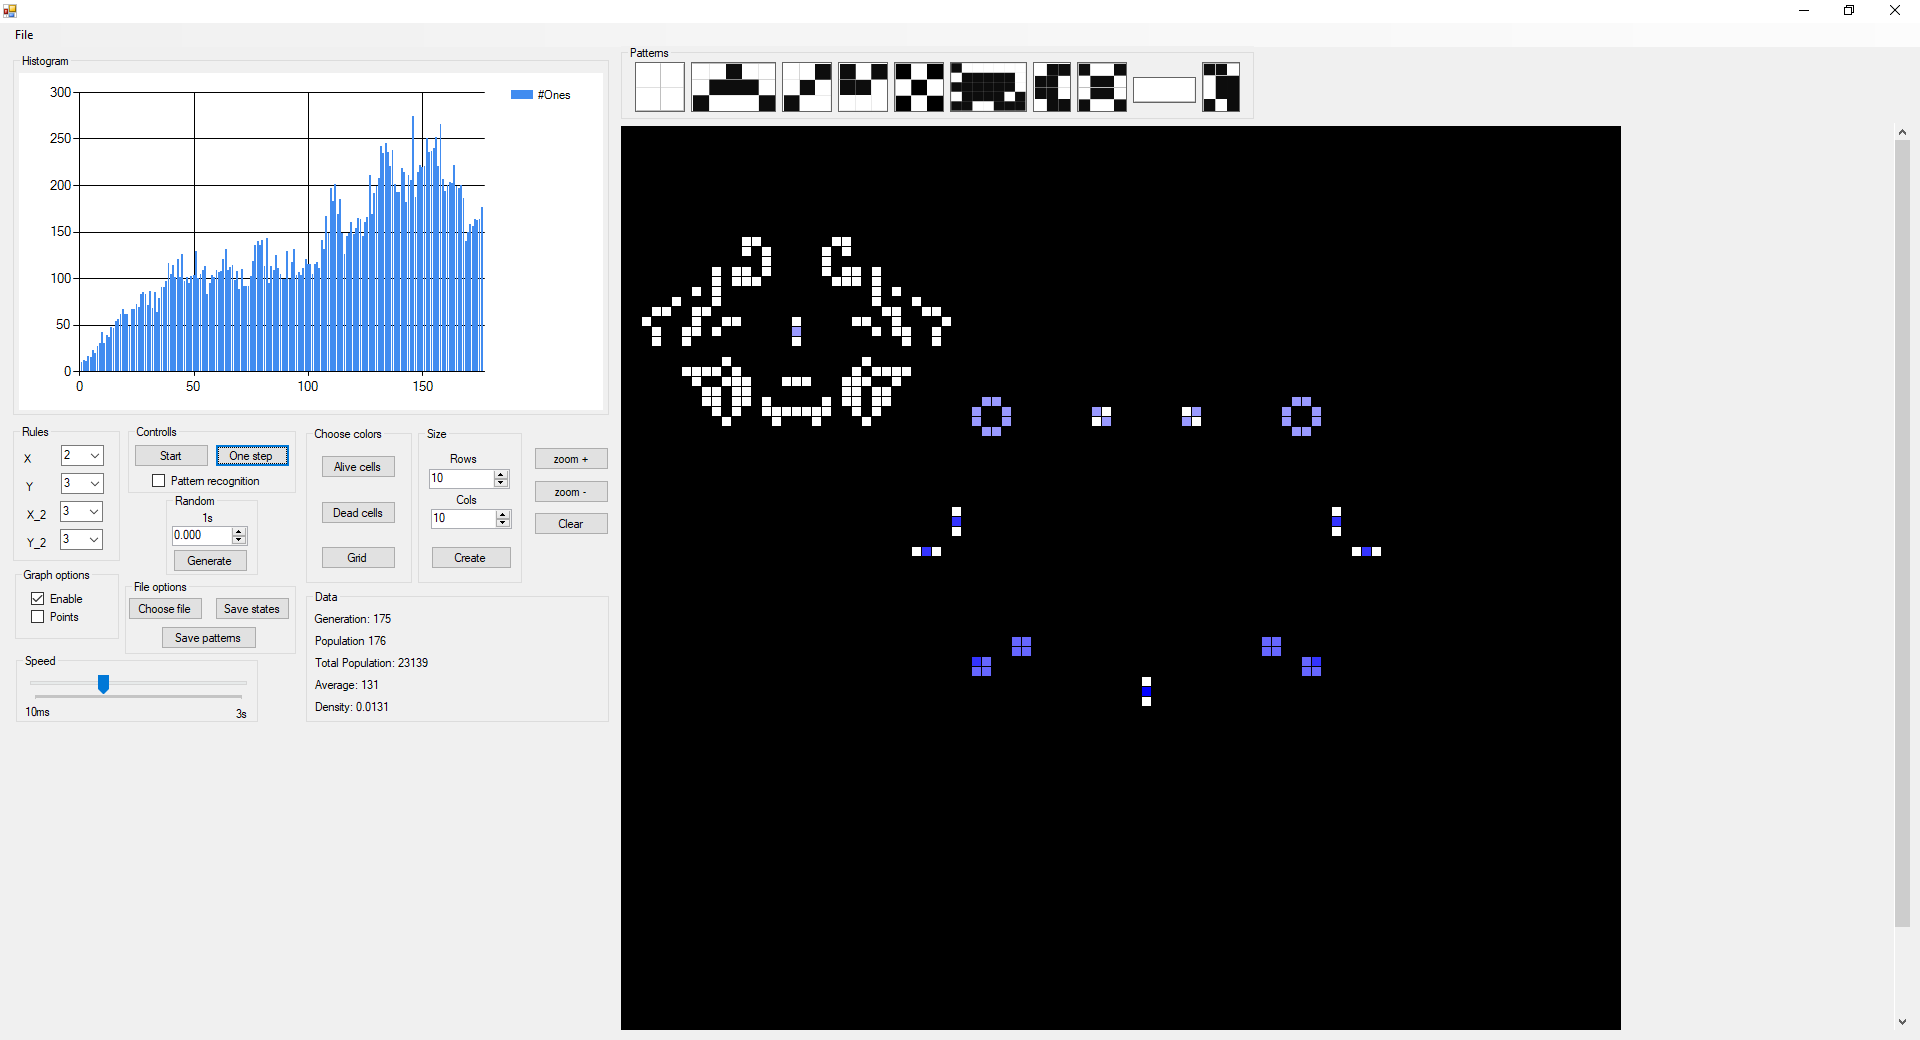 File
Histogram
300
250
200
150
100
50
0
0 50 100 150
#Ones
Patterns
Rules
X 2
Y 3
X_2 3
Y_2 3
Controlls
Start One step
Pattern recognition
Random
1s
0.000
Generate
Choose colors
Alive cells
Dead cells
Grid
Size
Rows
10
Cols
10
Create
zoom +
zoom -
Clear
Graph options
Enable
Points
File options
Choose file Save states
Save patterns
Speed
10ms 3s
Data
Generation: 175
Population 176
Total Population: 23139
Average: 131
Density: 0.0131